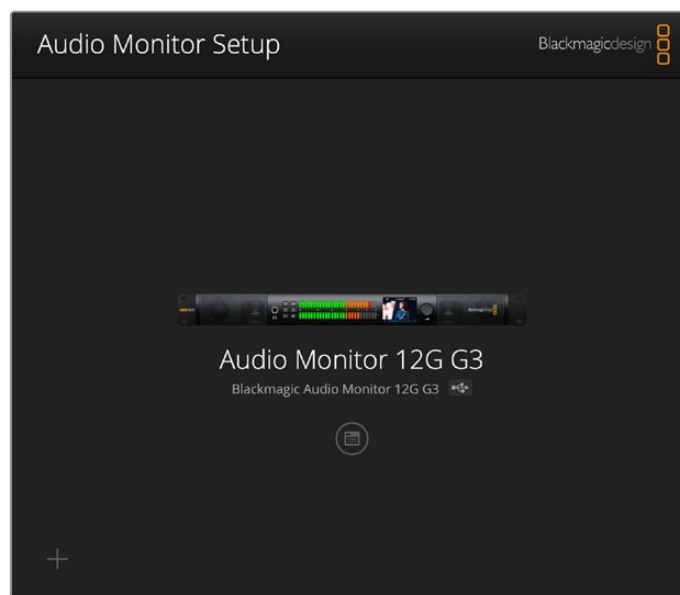 Audio Monitor Setup
Blackmagicdesign
Audio Monitor 12G G3
Blackmagic Audio Monitor 12G G3